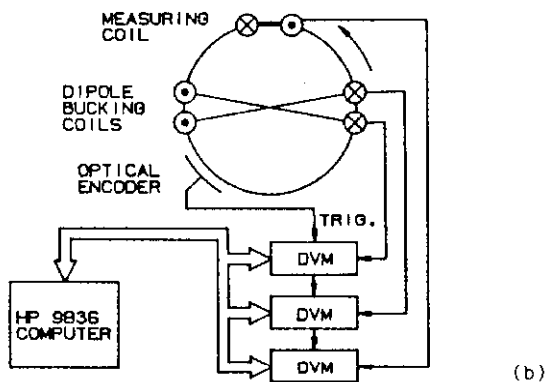 MEASURING
COIL
DIPOLE
BUCKING
COILS
OPTICAL
ENCODER
TRIG.
DVM
DVM
HP 9836
COMPUTER
DVM
(b)